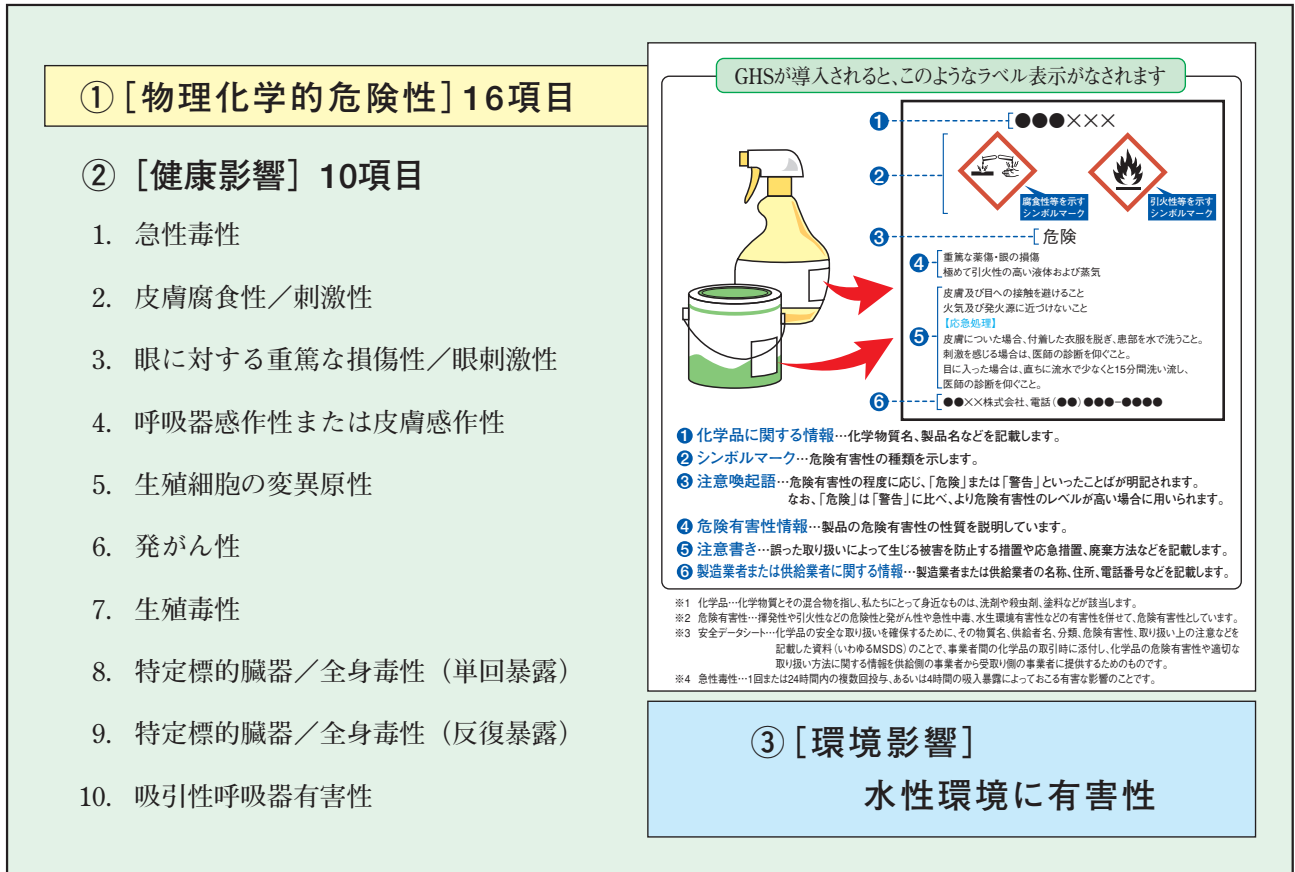 ①[物理化学的危険性]16項目
②［健康影響］10項目
1. 急性毒性
2. 皮膚腐食性／刺激性
3. 眼に対する重篤な損傷性／眼刺激性
4. 呼吸器感作性または皮膚感作性
5. 生殖細胞の変異原性
6. 発がん性
7. 生殖毒性
8. 特定標的臓器／全身毒性（単回暴露）
9. 特定標的臓器／全身毒性（反復暴露）
10. 吸引性呼吸器有害性
GHSが導入されると、このようなラベル表示がなされます
❶ ●●●×××
❷
腐食性等を示す
シンボルマーク
引火性等を示す
シンボルマーク
❸ 危険
❹ 重篤な薬傷・眼の損傷
極めて引火性の高い液体および蒸気
❺ 皮膚及び目への接触を避けること
火気及び発火源に近づけないこと
【応急処理】
皮膚についた場合、付着した衣服を脱ぎ、患部を水で洗うこと。
刺激を感じる場合は、医師の診断を仰ぐこと。
目に入った場合は、直ちに流水で少なくと15分間洗い流し、
医師の診断を仰ぐこと。
❻ ●●××株式会社、電話（●●）●●●-●●●●
❶ 化学品に関する情報…化学物質名、製品名などを記載します。
❷ シンボルマーク…危険有害性の種類を示します。
❸ 注意喚起語…危険有害性の程度に応じ、「危険」または「警告」といったことばが明記されます。
なお、「危険」は「警告」に比べ、より危険有害性のレベルが高い場合に用いられます。
❹ 危険有害性情報…製品の危険有害性の性質を説明しています。
❺ 注意書き…誤った取り扱いによって生じる被害を防止する措置や応急措置、廃棄方法などを記載します。
❻ 製造業者または供給業者に関する情報…製造業者または供給業者の名称、住所、電話番号などを記載します。
※1 化学品…化学物質とその混合物を指し、私たちにとって身近なものは、洗剤や殺虫剤、塗料などが該当します。
※2 危険有害性…揮発性や引火性などの危険性と発がん性や急性中毒、水生環境有害性などの有害性を併せて、危険有害性としています。
※3 安全データシート…化学品の安全な取り扱いを確保するために、その物質名、供給者名、分類、危険有害性、取り扱い上の注意などを
記載した資料（いわゆるMSDS）のことで、事業者間の化学品の取引時に添付し、化学品の危険有害性や適切な
取り扱い方法に関する情報を供給側の事業者から受取り側の事業者に提供するためのものです。
※4 急性毒性…1回または24時間内の複数回投与、あるいは4時間の吸入暴露によっておこる有害な影響のことです。
③[環境影響]
水性環境に有害性